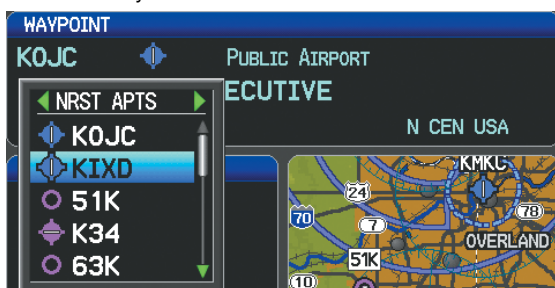 WAYPOINT
KOJC PUBLIC AIRPORT
ECUTIVE
N CEN USA
NRST APTS
KOJC
KIXD
51K
K34
63K
KMKC
24
70
78
7
OVERLAND
51K
10